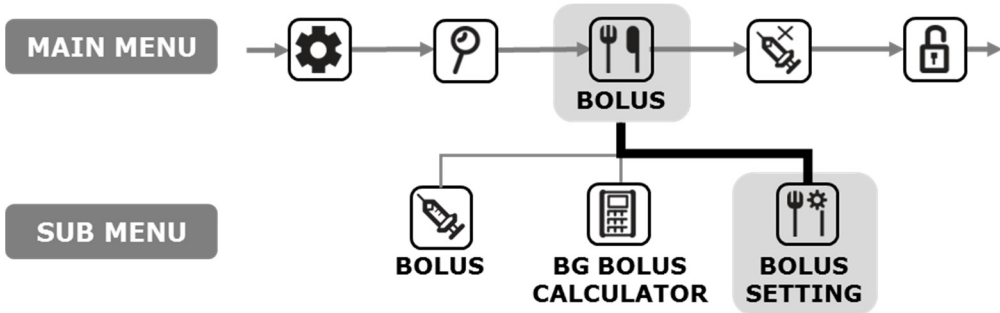 MAIN MENU
BOLUS
SUB MENU
BOLUS
BG BOLUS
CALCULATOR
BOLUS
SETTING